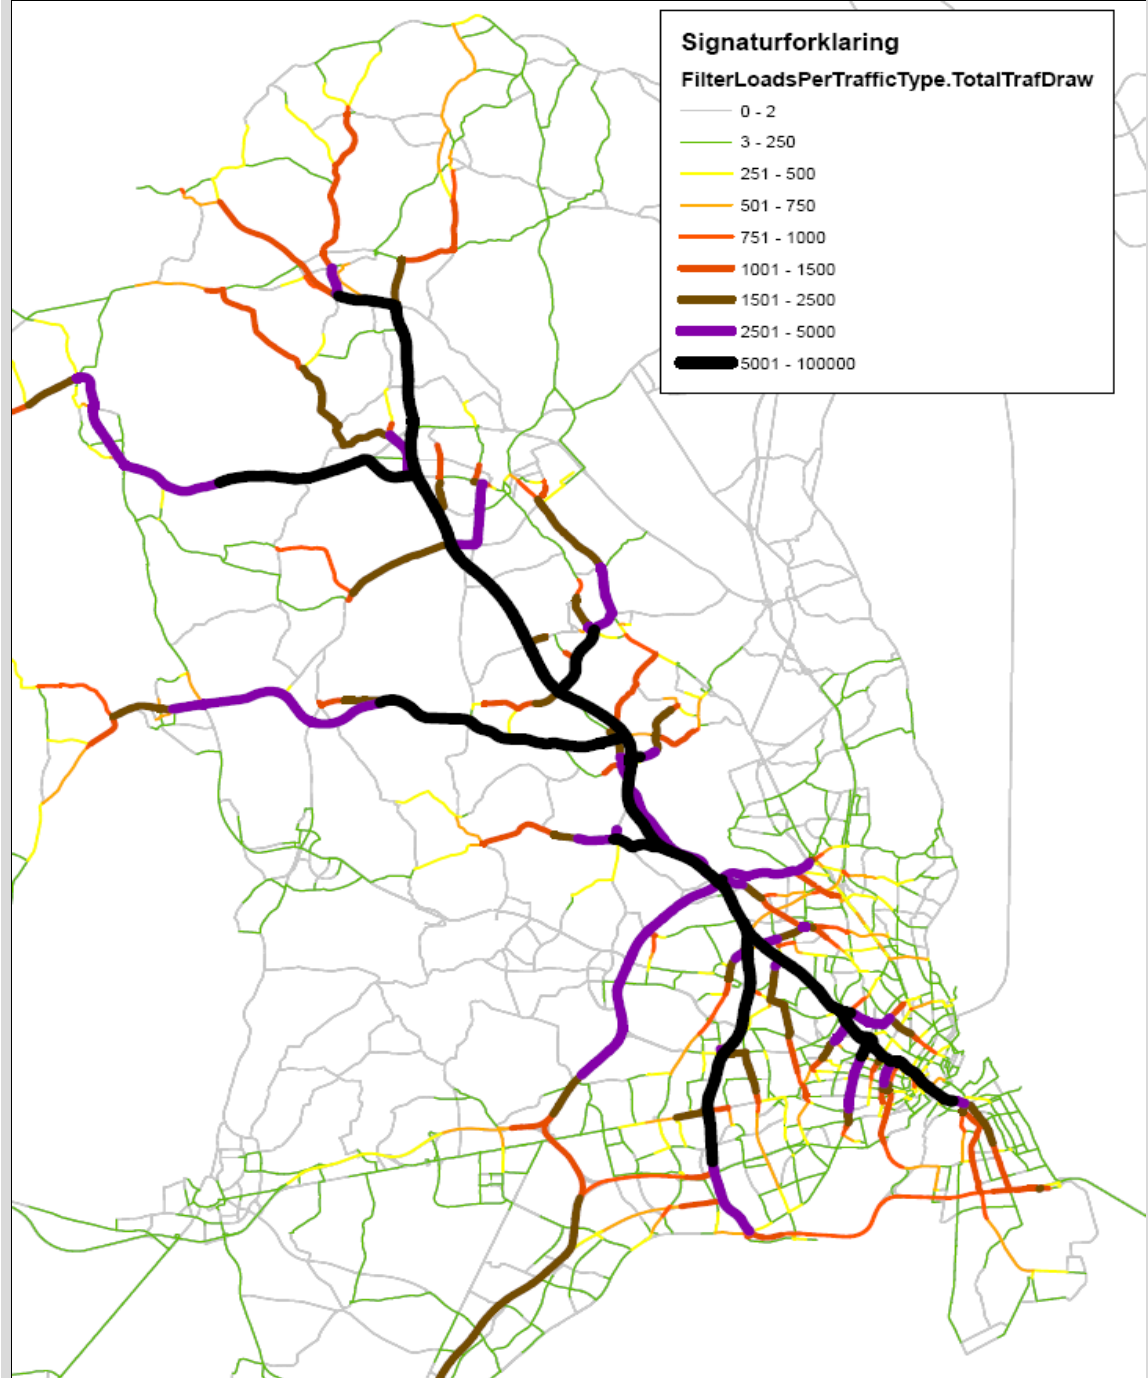 Signaturforklaring
FilterLoadsPerTrafficType.TotalTrafDraw
0 - 2
3 - 250
251 - 500
501 - 750
751 - 1000
1001 - 1500
1501 - 2500
2501 - 5000
5001 - 100000